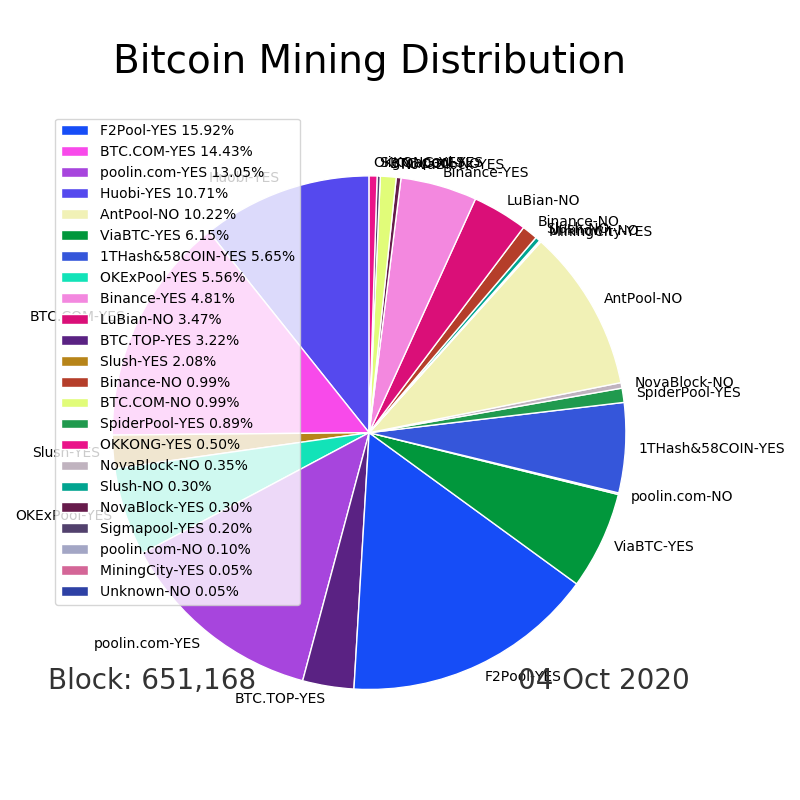 Bitcoin Mining Distribution
F2Pool-YES 15.92%
BTC.COM-YES 14.43%
poolin.com-YES 13.05%
Huobi-YES 10.71%
AntPool-NO 10.22%
ViaBTC-YES 6.15%
1THash&58COIN-YES 5.65%
OKExPool-YES 5.56%
Binance-YES 4.81%
LuBian-NO 3.47%
BTC.TOP-YES 3.22%
Slush-YES 2.08%
Binance-NO 0.99%
BTC.COM-NO 0.99%
SpiderPool-YES 0.89%
OKKONG-YES 0.50%
NovaBlock-NO 0.35%
Slush-NO 0.30%
NovaBlock-YES 0.30%
Sigmapool-YES 0.20%
poolin.com-NO 0.10%
MiningCity-YES 0.05%
Unknown-NO 0.05%
Binance-YES
LuBian-NO
Binance-NO
MiningCity-YES
AntPool-NO
NovaBlock-NO
SpiderPool-YES
1THash&58COIN-YES
poolin.com-NO
ViaBTC-YES
F2Pool-YES
BTC.TOP-YES
poolin.com-YES
OKExPool-YES
Slush-YES
BTC.COM-YES
Huobi-YES
Block: 651,168
04 Oct 2020